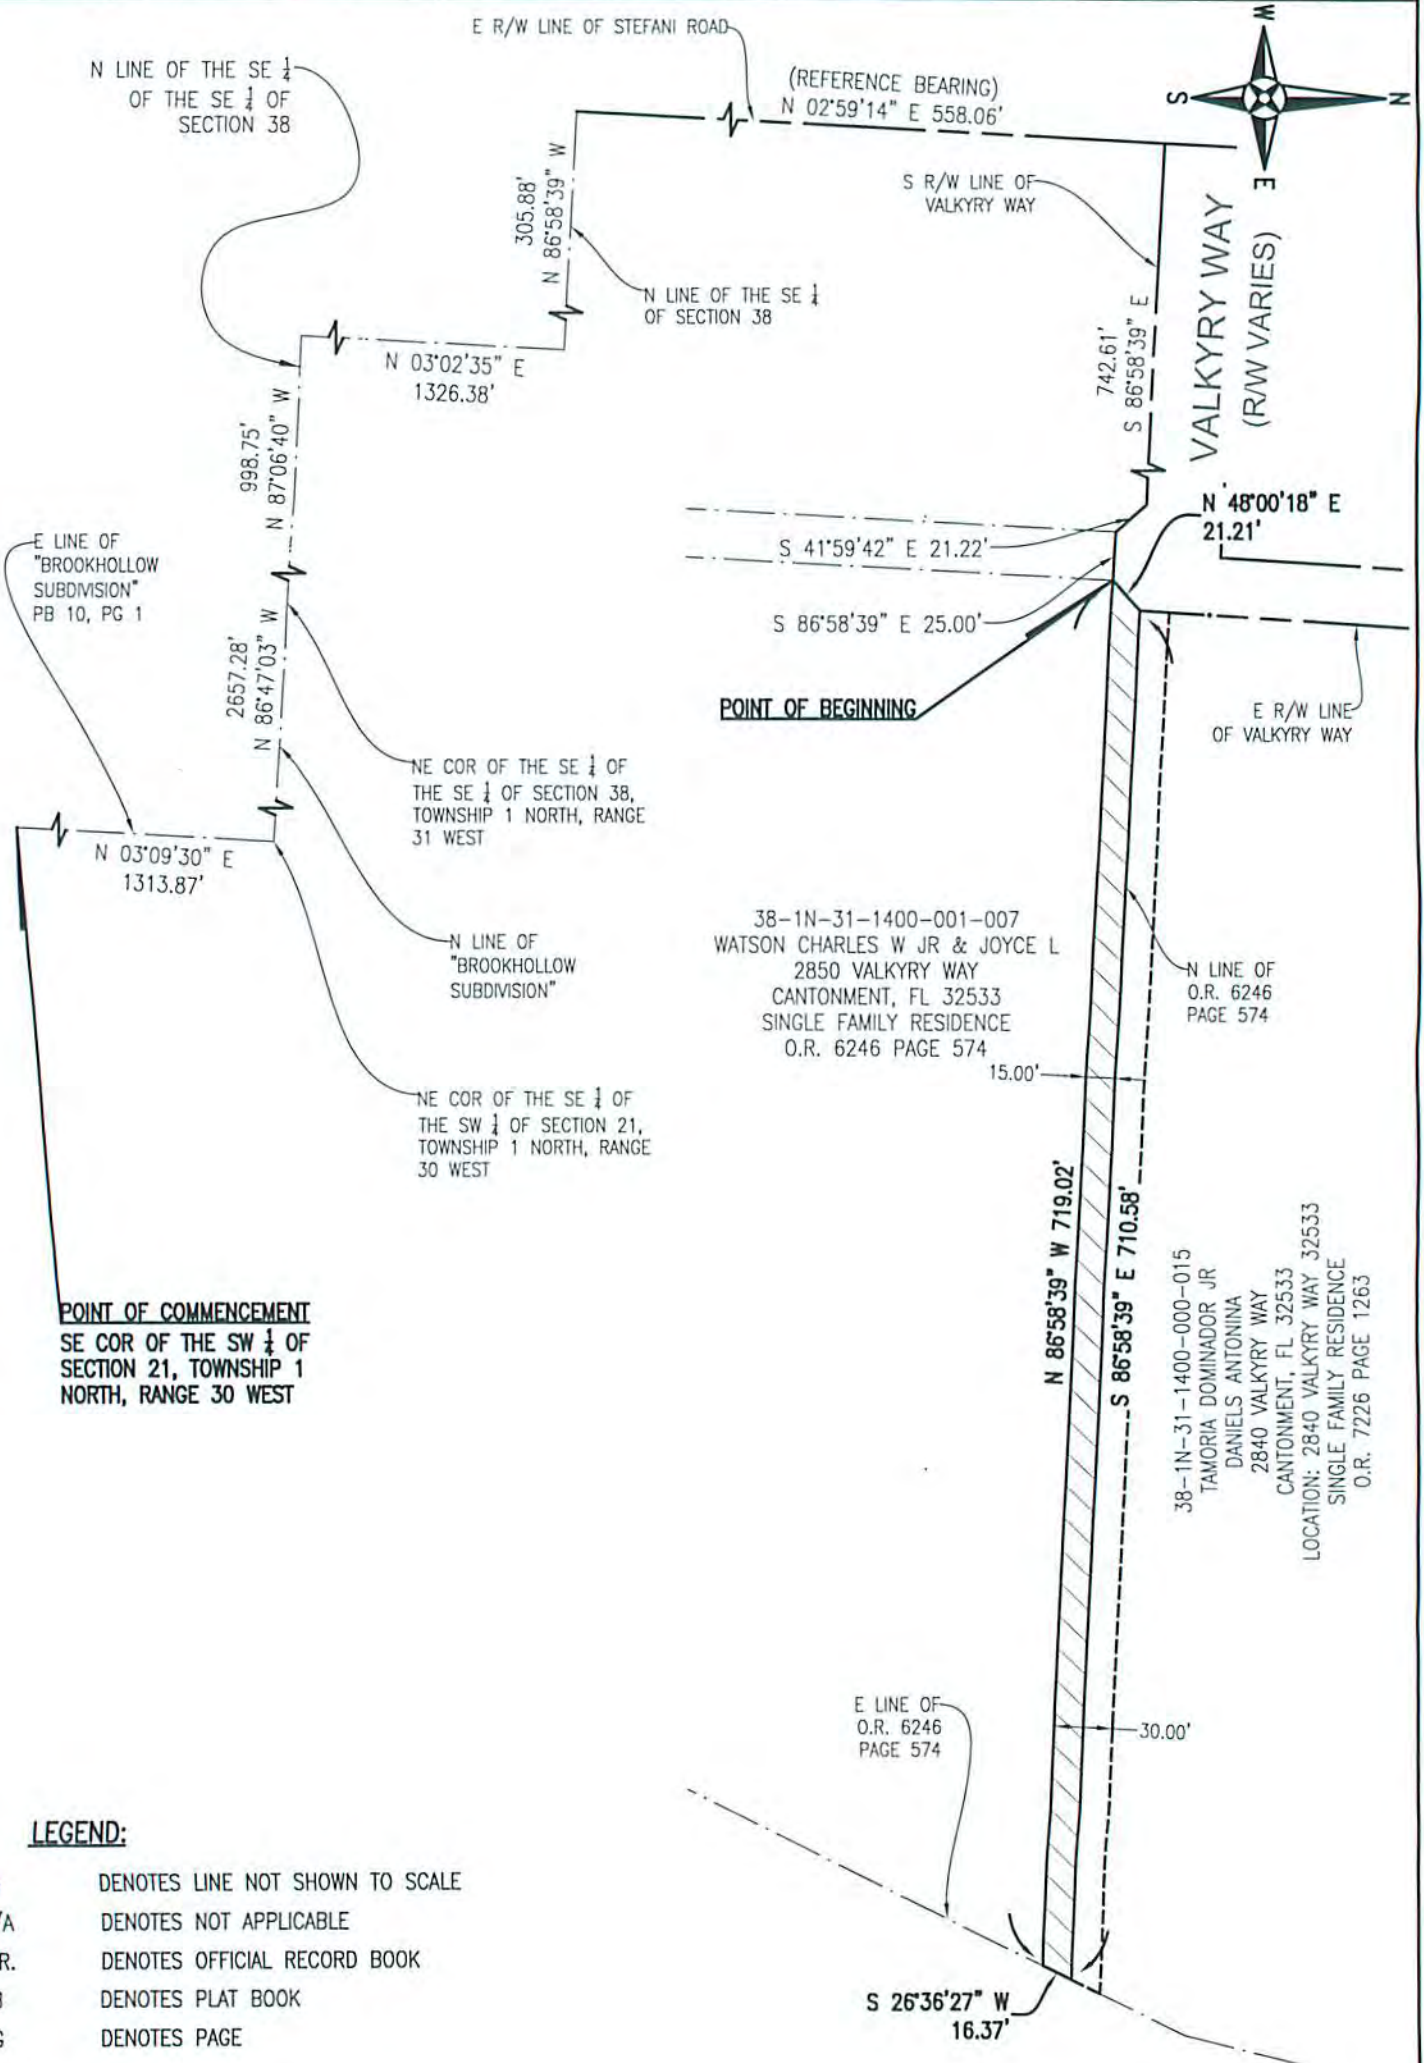 E R/W LINE OF STEFANI ROAD
N LINE OF THE SE 1/4
OF THE SE 1/4 OF
SECTION 38
(REFERENCE BEARING)
N 02°59'14" E 558.06'
W
S
N
E
S R/W LINE OF
VALKYRY WAY
VALKYRY WAY
(R/W VARIES)
305.88'
N 86°58'39" W
N LINE OF THE SE 1/4
OF SECTION 38
N 03°02'35" E
1326.38'
742.61'
S 86°58'39" E
998.75'
N 87°06'40" W
N 48°00'18" E
21.21'
S 41°59'42" E 21.22'
S 86°58'39" E 25.00'
E LINE OF
"BROOKHOLLOW
SUBDIVISION"
PB 10, PG 1
2657.28'
N 86°47'03" W
POINT OF BEGINNING
E R/W LINE
OF VALKYRY WAY
NE COR OF THE SE 1/4 OF
THE SE 1/4 OF SECTION 38,
TOWNSHIP 1 NORTH, RANGE
31 WEST
N 03°09'30" E
1313.87'
N LINE OF
"BROOKHOLLOW
SUBDIVISION"
38-1N-31-1400-001-007
WATSON CHARLES W JR & JOYCE L
2850 VALKYRY WAY
CANTONMENT, FL 32533
SINGLE FAMILY RESIDENCE
O.R. 6246 PAGE 574
N LINE OF
O.R. 6246
PAGE 574
15.00'
NE COR OF THE SE 1/4 OF
THE SW 1/4 OF SECTION 21,
TOWNSHIP 1 NORTH, RANGE
30 WEST
N 86°58'39" W 719.02'
S 86°58'39" E 710.58'
38-1N-31-1400-000-015
TAMORIA DOMINADOR JR
DANIELS ANTONINA
2840 VALKYRY WAY
CANTONMENT, FL 32533
LOCATION: 2840 VALKYRY WAY 32533
SINGLE FAMILY RESIDENCE
O.R. 7226 PAGE 1263
POINT OF COMMENCEMENT
SE COR OF THE SW 1/4 OF
SECTION 21, TOWNSHIP 1
NORTH, RANGE 30 WEST
E LINE OF
O.R. 6246
PAGE 574
30.00'
S 26°36'27" W
16.37'
LEGEND:
DENOTES LINE NOT SHOWN TO SCALE
/A DENOTES NOT APPLICABLE
R. DENOTES OFFICIAL RECORD BOOK
DENOTES PLAT BOOK
DENOTES PAGE